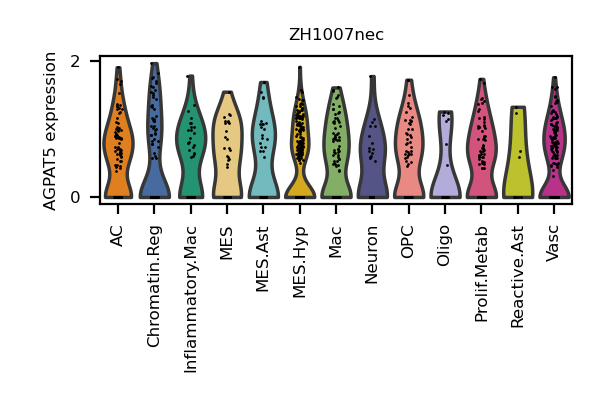 ZH1007nec
AGPAT5 expression
2
0
AC
Chromatin.Reg
Inflammatory.Mac
MES
MES.Ast
MES.Hyp
Mac
Neuron
OPC
Oligo
Prolif.Metab
Reactive.Ast
Vasc